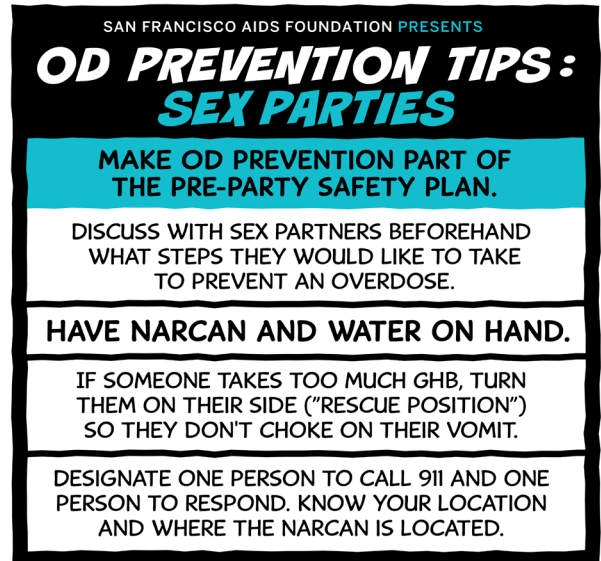 SAN FRANCISCO AIDS FOUNDATION PRESENTS
OD PREVENTION TIPS:
SEX PARTIES
MAKE OD PREVENTION PART OF
THE PRE-PARTY SAFETY PLAN.
DISCUSS WITH SEX PARTNERS BEFOREHAND
WHAT STEPS THEY WOULD LIKE TO TAKE
TO PREVENT AN OVERDOSE.
HAVE NARCAN AND WATER ON HAND.
IF SOMEONE TAKES TOO MUCH GHB, TURN
THEM ON THEIR SIDE ("RESCUE POSITION")
SO THEY DON'T CHOKE ON THEIR VOMIT.
DESIGNATE ONE PERSON TO CALL 911 AND ONE
PERSON TO RESPOND. KNOW YOUR LOCATION
AND WHERE THE NARCAN IS LOCATED.